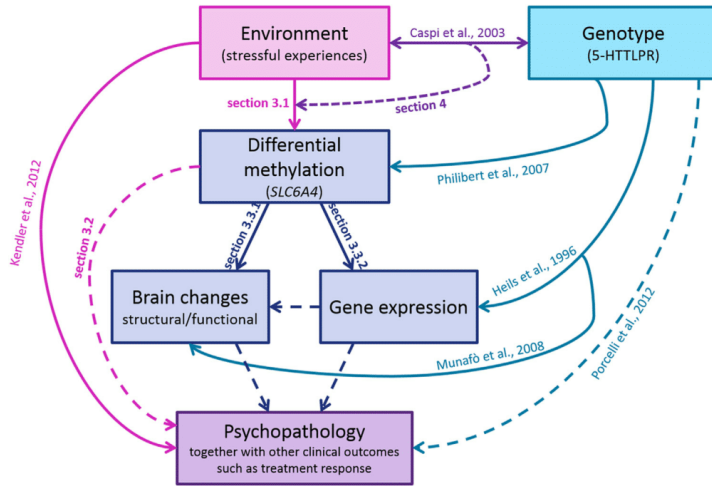 Environment
(stressful experiences)
Caspi et al., 2003
Genotype
(5-HTTLPR)
section 3.1
section 4
Differential
methylation
(SLC6A4)
Philibert et al., 2007
Kendler et al., 2012
section 3.2
section 3.3.1
section 3.3.2
Heils et al., 1996
Brain changes
structural/functional
Gene expression
Munafò et al., 2008
Porcelli et al., 2012
Psychopathology
together with other clinical outcomes
such as treatment response